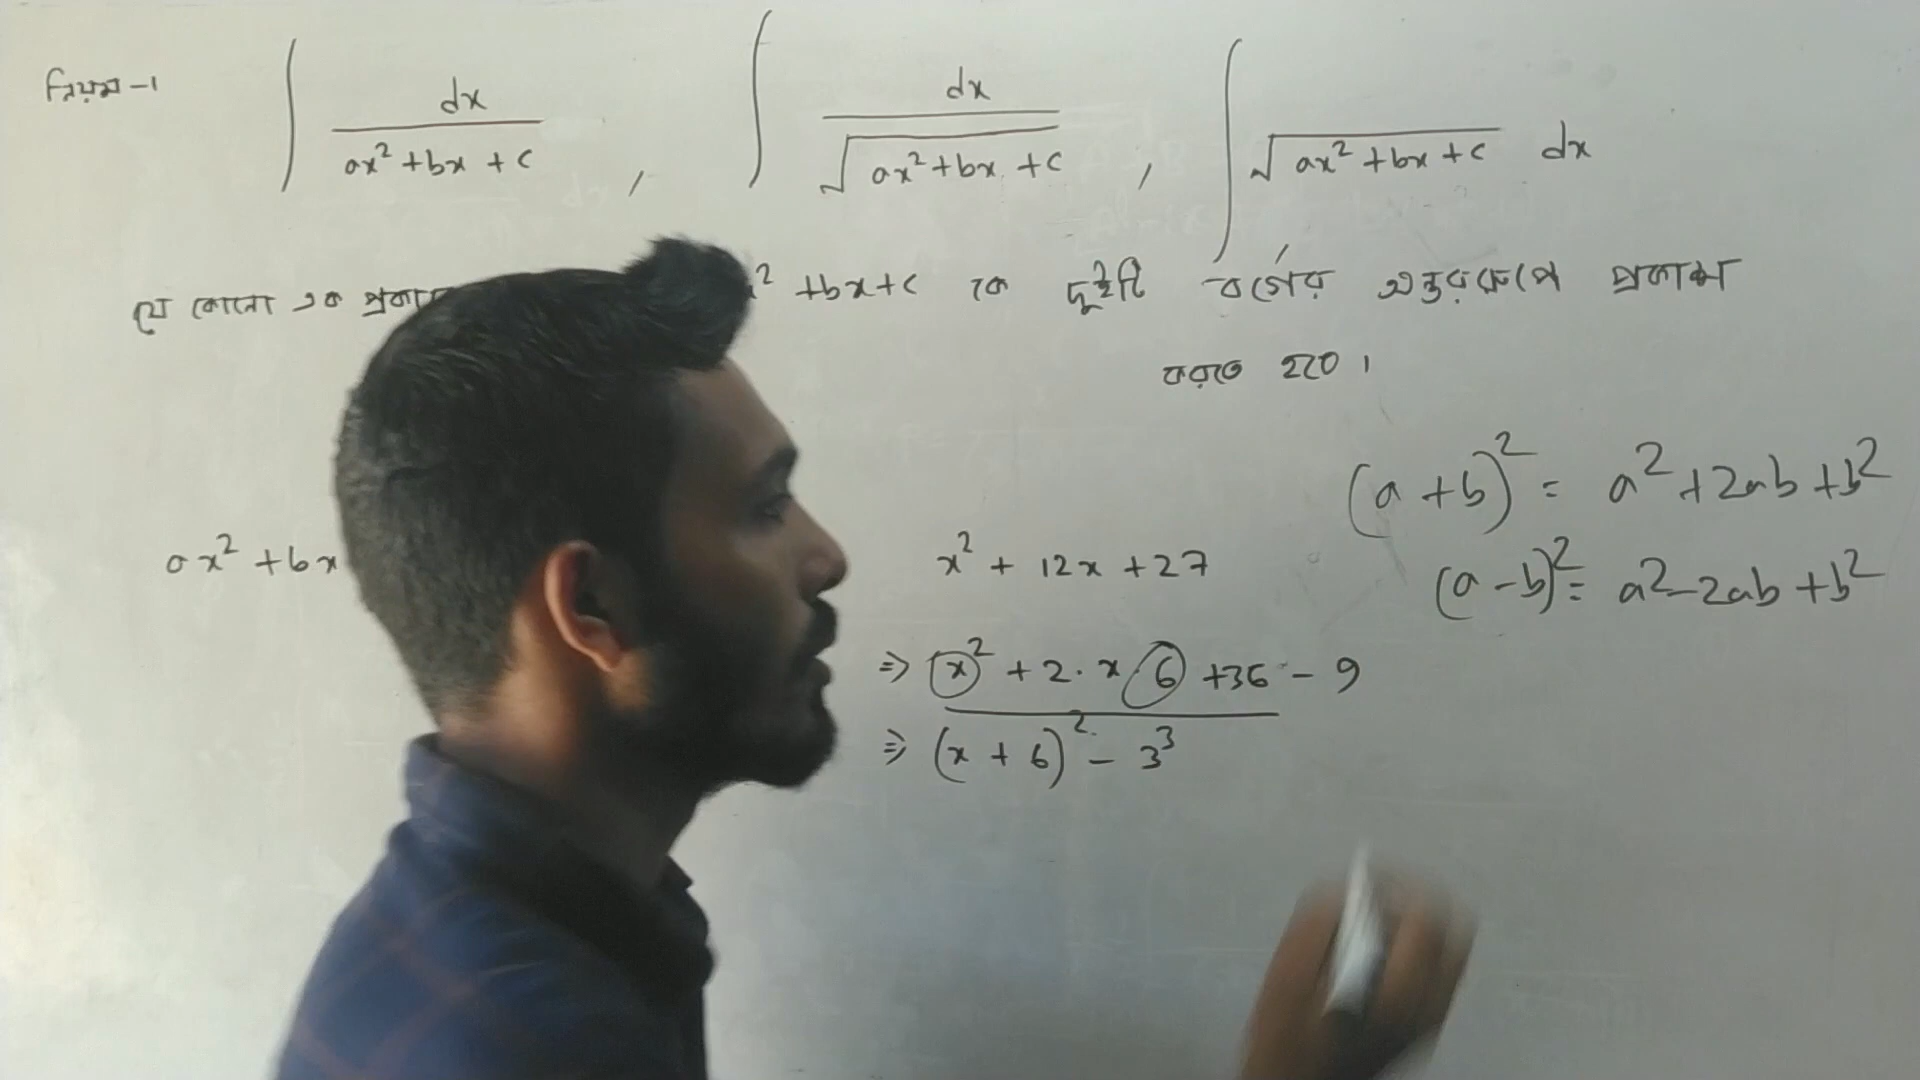 নিয়ম-1 ∫ dx / ax² + bx + c , ∫ dx / √(ax² + bx + c) , ∫ √(ax² + bx + c) dx
যে কোনো এক প্রকার ² + bx + c কে দুইটি বর্গের অন্তররূপে প্রকাশ
করতে হবে।
(a + b)² = a² + 2ab + b²
ax² + bx x² + 12x + 27 (a - b)² = a² - 2ab + b²
⇒ x² + 2 · x · 6 + 36 - 9
⇒ (x + 6)² - 3³